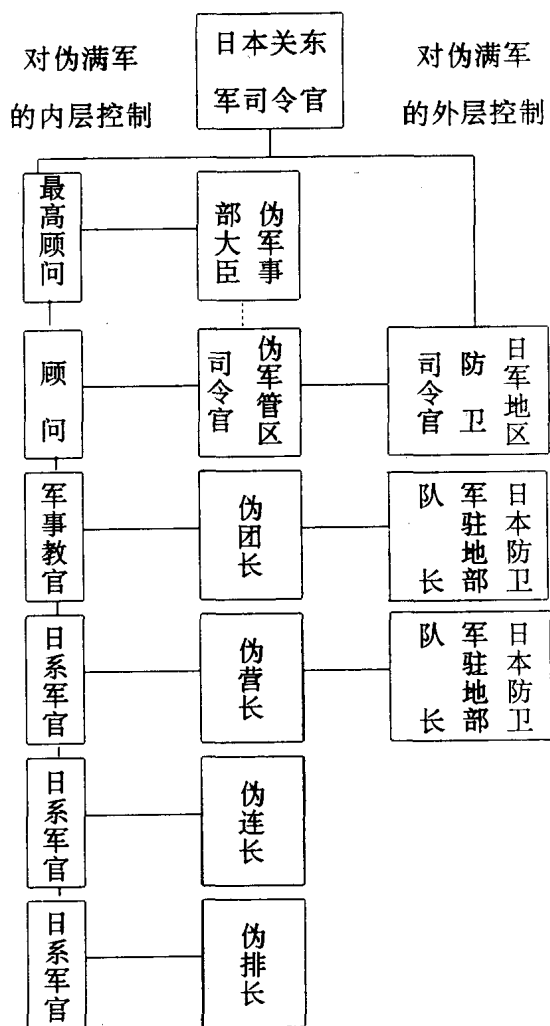 对伪满军
的内层控制
日本关东
军司令官
对伪满军
的外层控制
最高顾问
伪军事
部大臣
顾问
伪军管区
司令官
日军地区
防卫
司令官
军事教官
伪团长
日本防卫
军驻地部
队长
日系军官
伪营长
日本防卫
军驻地部
队长
日系军官
伪连长
日系军官
伪排长